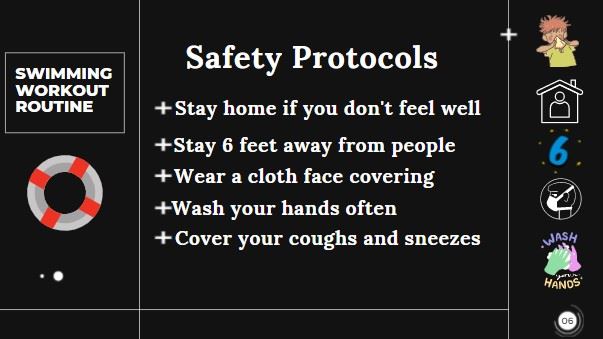 Safety Protocols
SWIMMING
WORKOUT
ROUTINE
Stay home if you don't feel well
Stay 6 feet away from people
Wear a cloth face covering
Wash your hands often
Cover your coughs and sneezes
6
WASH
HANDS
06